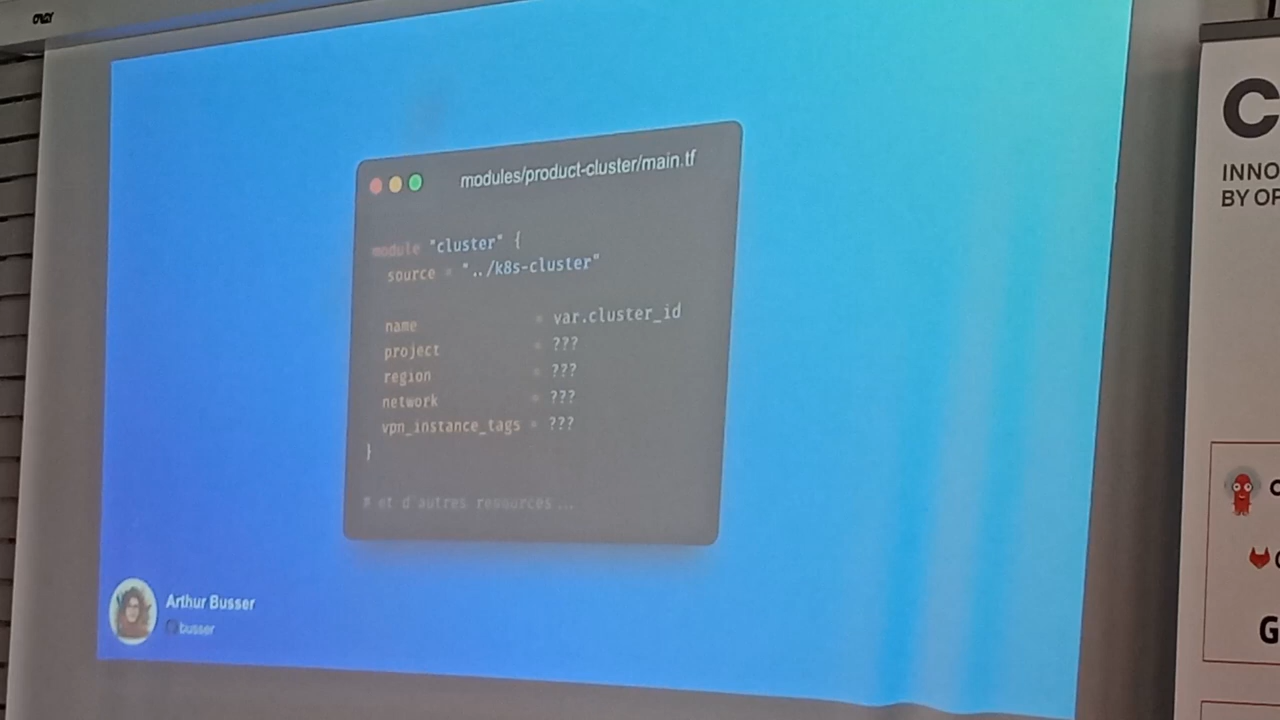 modules/product-cluster/main.tf
module "cluster" {
source = "../k8s-cluster"
name = var.cluster_id
project = ???
region = ???
network = ???
vpn_instance_tags = ???
}
# et d'autres resources ...
Arthur Busser
busser
C
INNO
BY OP
C
G